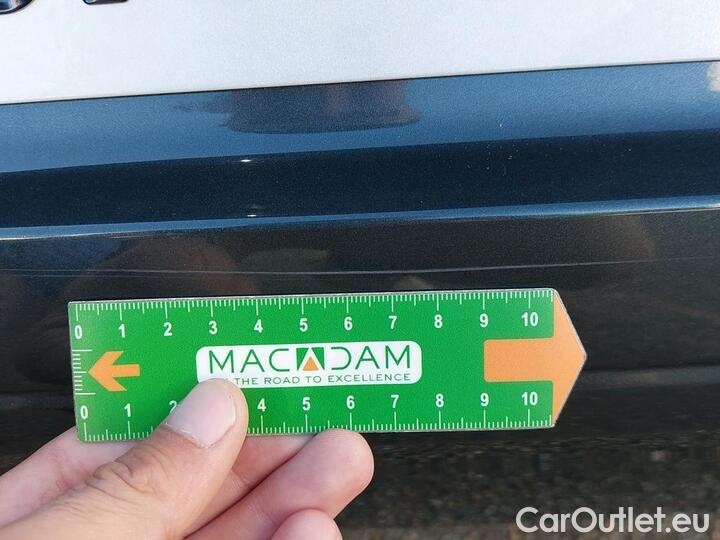 0 1 2 3 4 5 6 7 8 9 10
MACADAM
THE ROAD TO EXCELLENCE
0 1 2 4 5 6 7 8 9 10
CarOutlet.eu